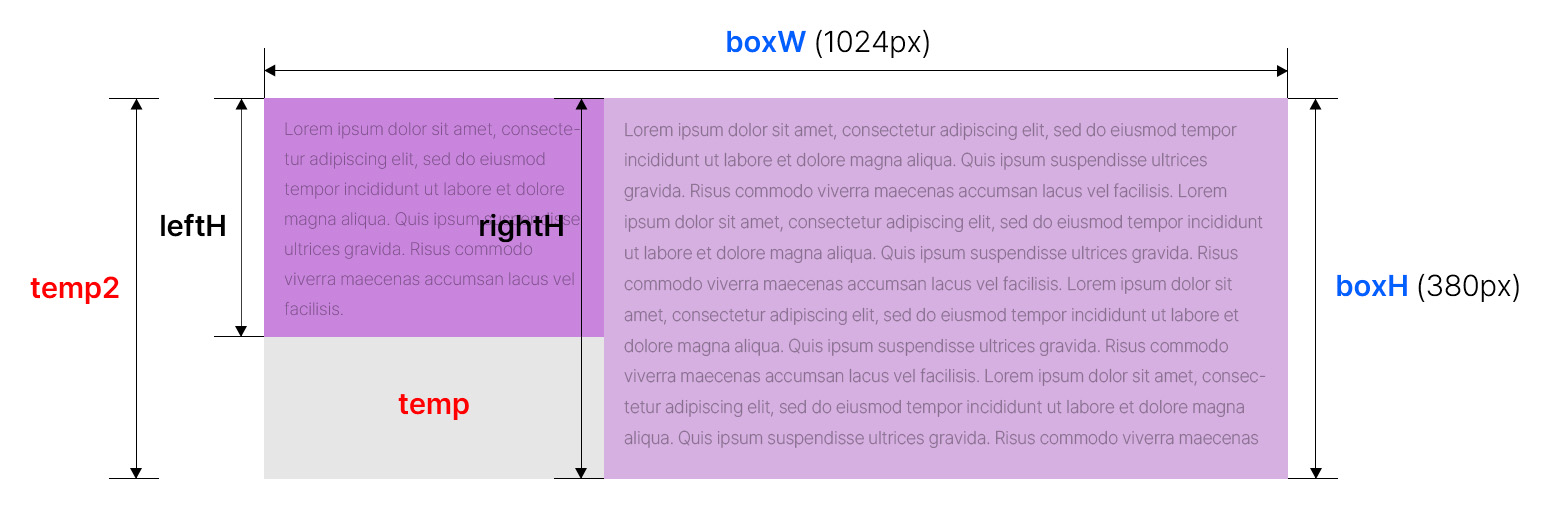 boxW (1024px)
Lorem ipsum dolor sit amet, consecte-
tur adipiscing elit, sed do eiusmod
tempor incididunt ut labore et dolore
magna aliqua. Quis ipsum suspendisse
ultrices gravida. Risus commodo
viverra maecenas accumsan lacus vel
facilisis.
leftH
rightH
temp2
temp
Lorem ipsum dolor sit amet, consectetur adipiscing elit, sed do eiusmod tempor
incididunt ut labore et dolore magna aliqua. Quis ipsum suspendisse ultrices
gravida. Risus commodo viverra maecenas accumsan lacus vel facilisis. Lorem
ipsum dolor sit amet, consectetur adipiscing elit, sed do eiusmod tempor incididunt
ut labore et dolore magna aliqua. Quis ipsum suspendisse ultrices gravida. Risus
commodo viverra maecenas accumsan lacus vel facilisis. Lorem ipsum dolor sit
amet, consectetur adipiscing elit, sed do eiusmod tempor incididunt ut labore et
dolore magna aliqua. Quis ipsum suspendisse ultrices gravida. Risus commodo
viverra maecenas accumsan lacus vel facilisis. Lorem ipsum dolor sit amet, consec-
tetur adipiscing elit, sed do eiusmod tempor incididunt ut labore et dolore magna
aliqua. Quis ipsum suspendisse ultrices gravida. Risus commodo viverra maecenas
boxH (380px)